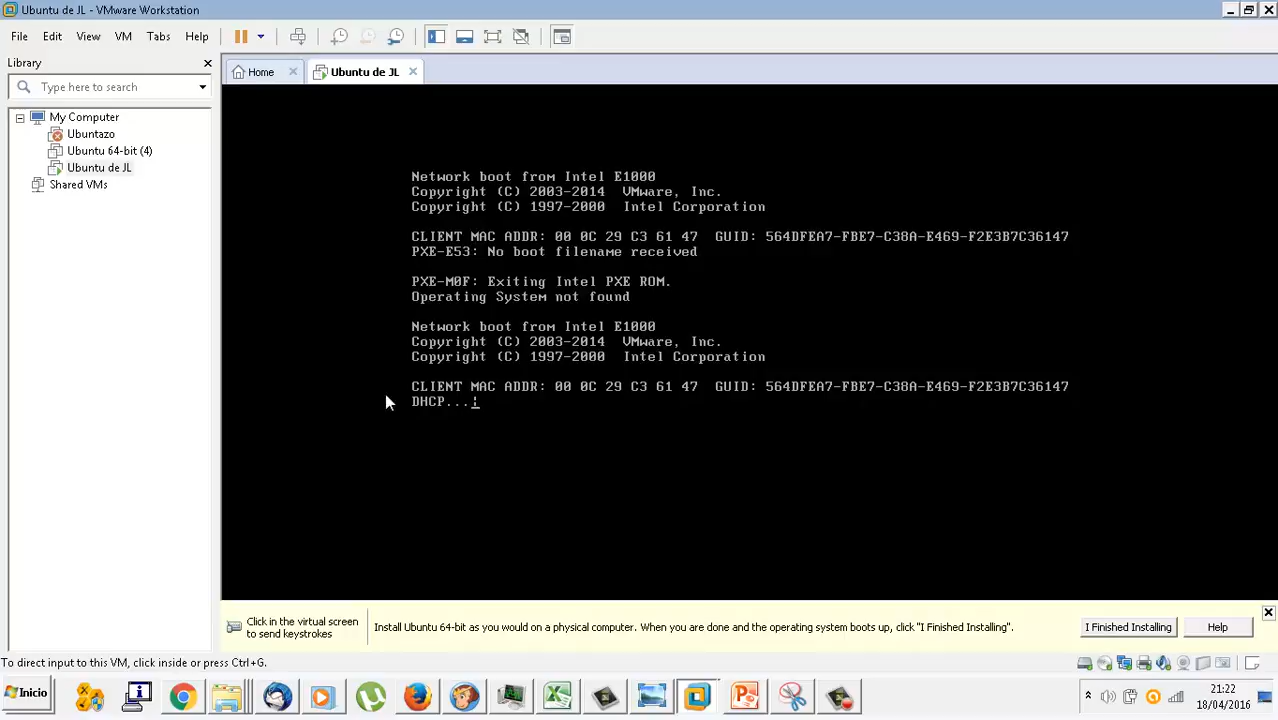 Ubuntu de JL - VMware Workstation
File Edit View VM Tabs Help
Library
Type here to search
My Computer
Ubuntazo
Ubuntu 64-bit (4)
Ubuntu de JL
Shared VMs
Home
Ubuntu de JL
Network boot from Intel E1000
Copyright (C) 2003-2014 VMware, Inc.
Copyright (C) 1997-2000 Intel Corporation
CLIENT MAC ADDR: 00 0C 29 C3 61 47 GUID: 564DFEA7-FBE7-C38A-E469-F2E3B7C36147
PXE-E53: No boot filename received
PXE-M0F: Exiting Intel PXE ROM.
Operating System not found
Network boot from Intel E1000
Copyright (C) 2003-2014 VMware, Inc.
Copyright (C) 1997-2000 Intel Corporation
CLIENT MAC ADDR: 00 0C 29 C3 61 47 GUID: 564DFEA7-FBE7-C38A-E469-F2E3B7C36147
DHCP...¦
Click in the virtual screen
to send keystrokes
Install Ubuntu 64-bit as you would on a physical computer. When you are done and the operating system boots up, click "I Finished Installing".
I Finished Installing
Help
To direct input to this VM, click inside or press Ctrl+G.
Inicio
21:22
18/04/2016